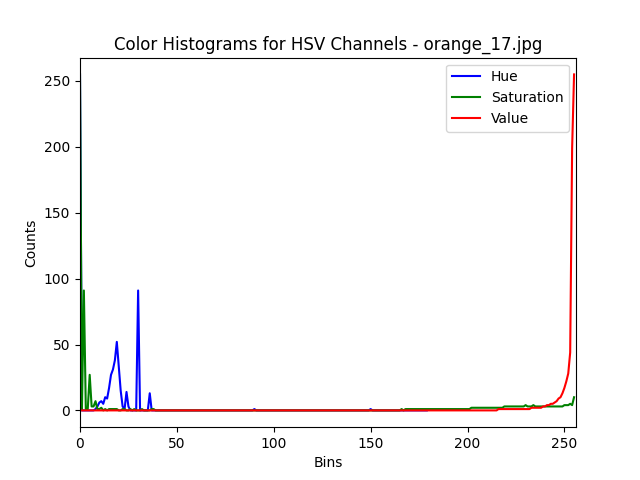 Color Histograms for HSV Channels - orange_17.jpg
Hue
Saturation
Value
250
200
150
100
50
0
Counts
0 50 100 150 200 250
Bins